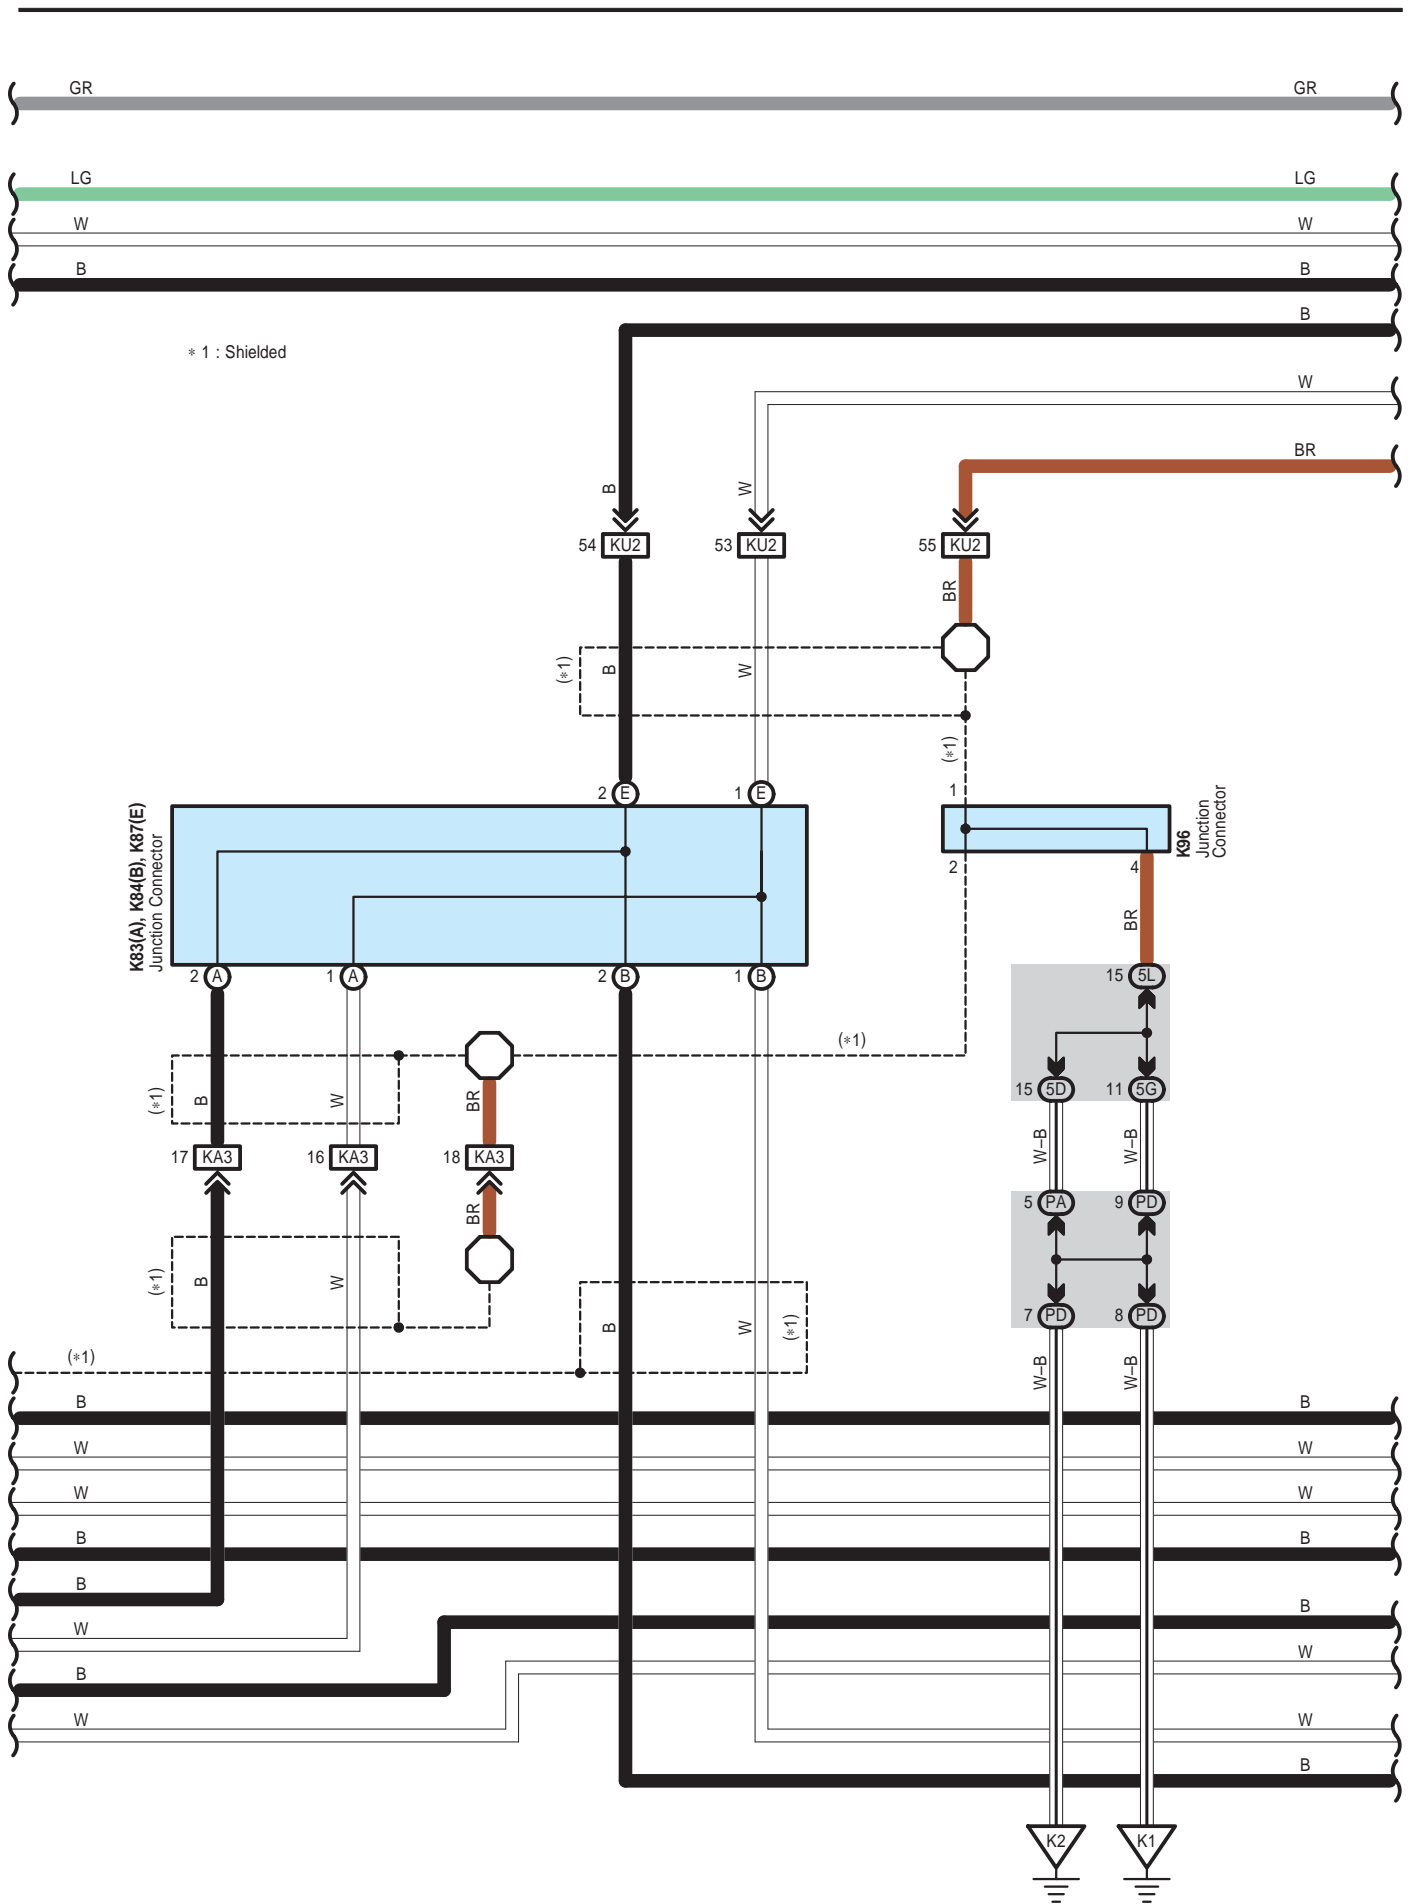 GR GR
LG LG
W W
B B
B
∗ 1 : Shielded
W
BR
B W
54 KU2 53 KU2 55 KU2
BR
(∗1) B W
(∗1)
2 E 1 E 1
K83(A), K84(B), K87(E)
Junction Connector
K96
Junction
Connector
2 4
BR
2 A 1 A 2 B 1 B 15 5L
(∗1)
(∗1) B W BR 15 5D 11 5G
17 KA3 16 KA3 18 KA3 W–B W–B
BR 5 PA 9 PD
(∗1) B W
B W (∗1) 7 PD 8 PD
(∗1) W–B W–B
B B
W W
W W
B B
B
B
W
W
B
W W
B
K2 K1